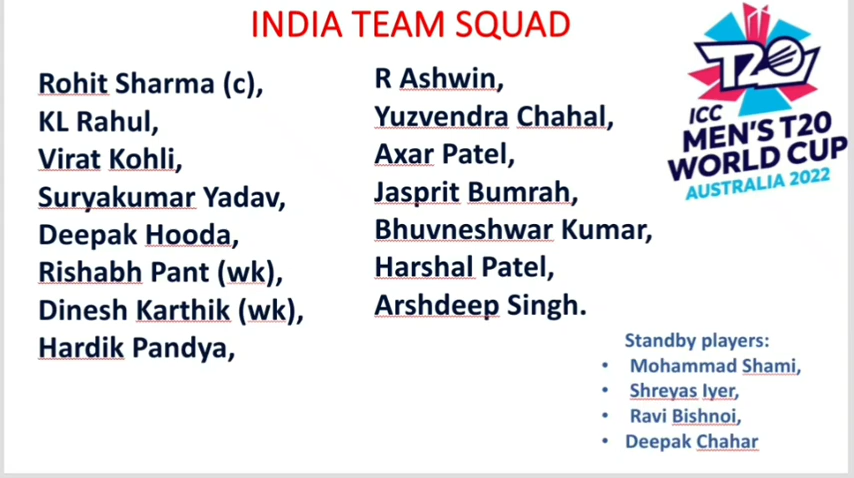 INDIA TEAM SQUAD
Rohit Sharma (c),
KL Rahul,
Virat Kohli,
Suryakumar Yadav,
Deepak Hooda,
Rishabh Pant (wk),
Dinesh Karthik (wk),
Hardik Pandya,
R Ashwin,
Yuzvendra Chahal,
Axar Patel,
Jasprit Bumrah,
Bhuvneshwar Kumar,
Harshal Patel,
Arshdeep Singh.
T20
ICC
MEN'S T20
WORLD CUP
AUSTRALIA 2022
Standby players:
• Mohammad Shami,
• Shreyas Iyer,
• Ravi Bishnoi,
• Deepak Chahar